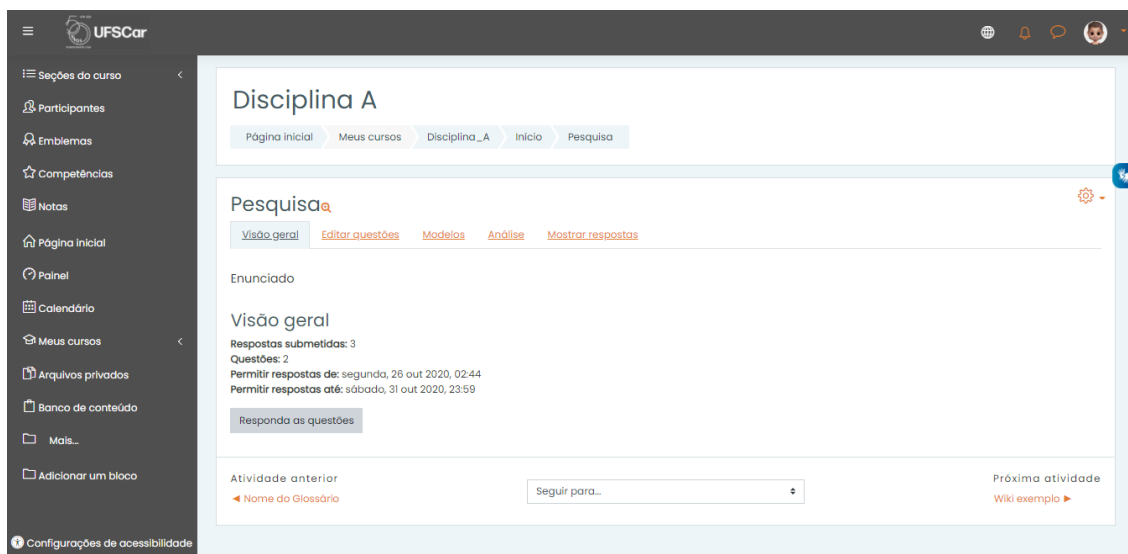 UFSCar
Seções do curso
Participantes
Emblemas
Competências
Notas
Página inicial
Painel
Calendário
Meus cursos
Arquivos privados
Banco de conteúdo
Mais...
Adicionar um bloco
Configurações de acessibilidade
Disciplina A
Página inicial Meus cursos Disciplina_A Início Pesquisa
Pesquisa
Visão geral Editar questões Modelos Análise Mostrar respostas
Enunciado
Visão geral
Respostas submetidas: 3
Questões: 2
Permitir respostas de: segunda, 26 out 2020, 02:44
Permitir respostas até: sábado, 31 out 2020, 23:59
Responda as questões
Atividade anterior
◄ Nome do Glossário
Seguir para...
Próxima atividade
Wiki exemplo ►